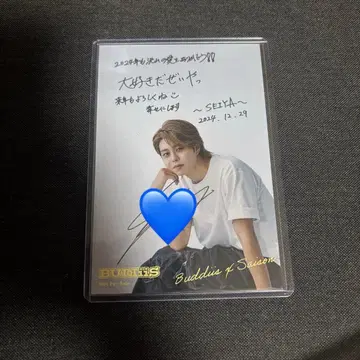 2024年も沢山の愛をありがとう!!
大好きだぜぃやっ
来年もよろしくねっ
幸せにします
～SEIYA～
2024.12.29
BUDDiiS
Buddiis × Saison